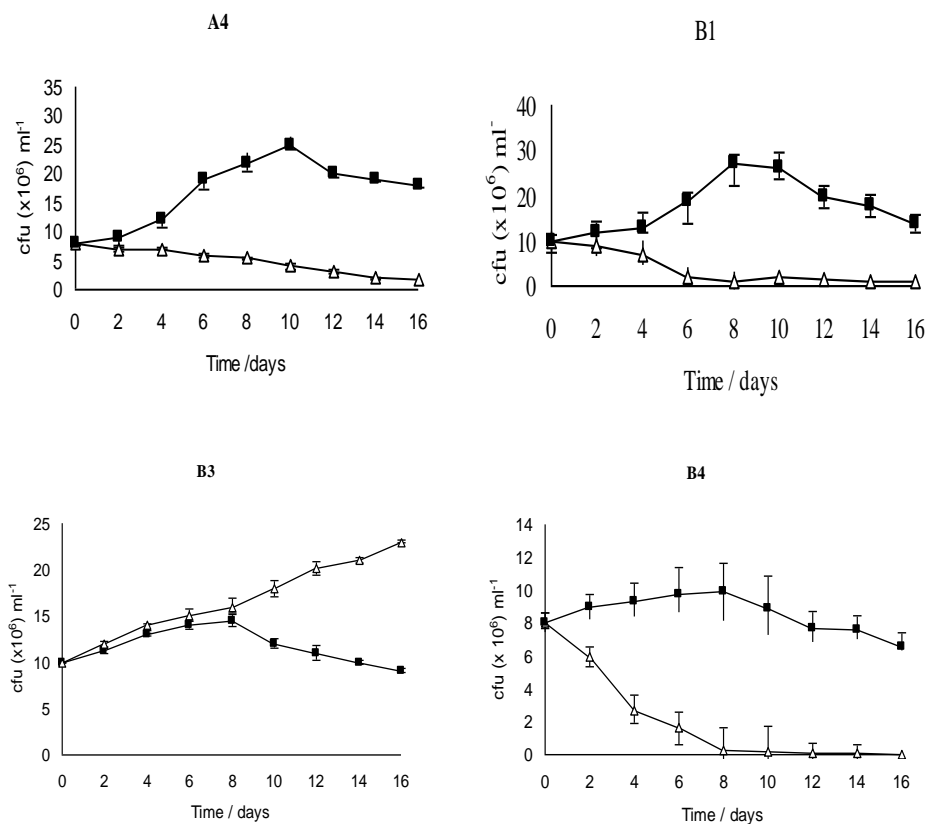 A4
cfu (x10⁶) ml⁻¹
35
30
25
20
15
10
5
0
0 2 4 6 8 10 12 14 16
Time /days
B1
cfu (x 10⁶) ml⁻
40
30
20
10
0
0 2 4 6 8 10 12 14 16
Time / days
B3
cfu (x10⁶) ml⁻¹
25
20
15
10
5
0
0 2 4 6 8 10 12 14 16
Time / days
B4
cfu (x 10⁶) ml⁻¹
14
12
10
8
6
4
2
0
0 2 4 6 8 10 12 14 16
Time / days